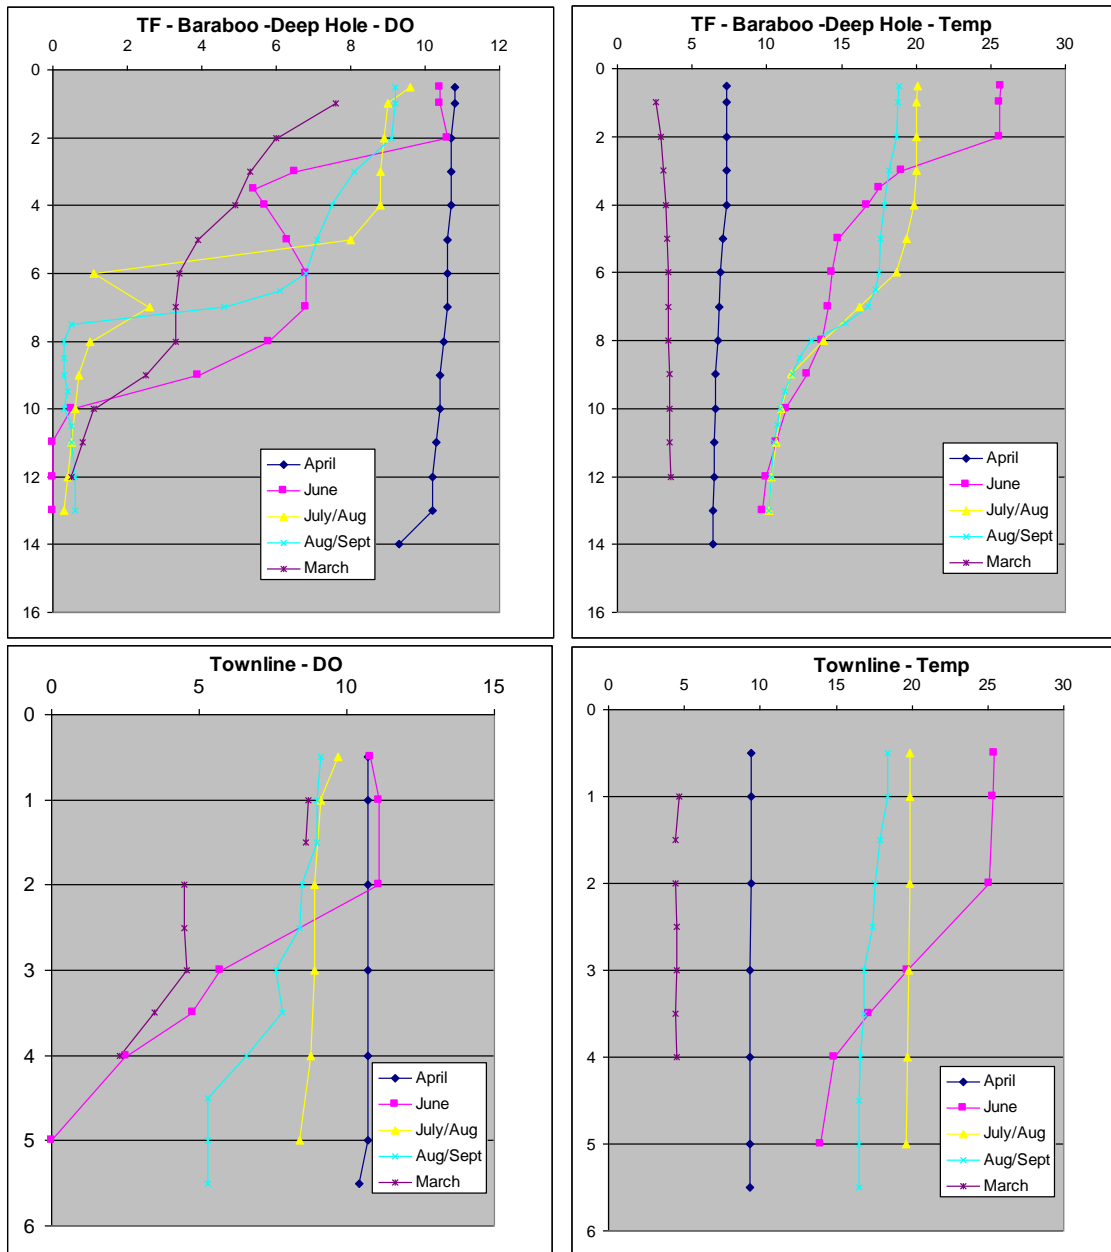 TF - Baraboo -Deep Hole - DO
0 2 4 6 8 10 12
0
2
4
6
8
10
12
14
16
April
June
July/Aug
Aug/Sept
March
TF - Baraboo -Deep Hole - Temp
0 5 10 15 20 25 30
0
2
4
6
8
10
12
14
16
April
June
July/Aug
Aug/Sept
March
Townline - DO
0 5 10 15
0
1
2
3
4
5
6
April
June
July/Aug
Aug/Sept
March
Townline - Temp
0 5 10 15 20 25 30
0
1
2
3
4
5
6
April
June
July/Aug
Aug/Sept
March